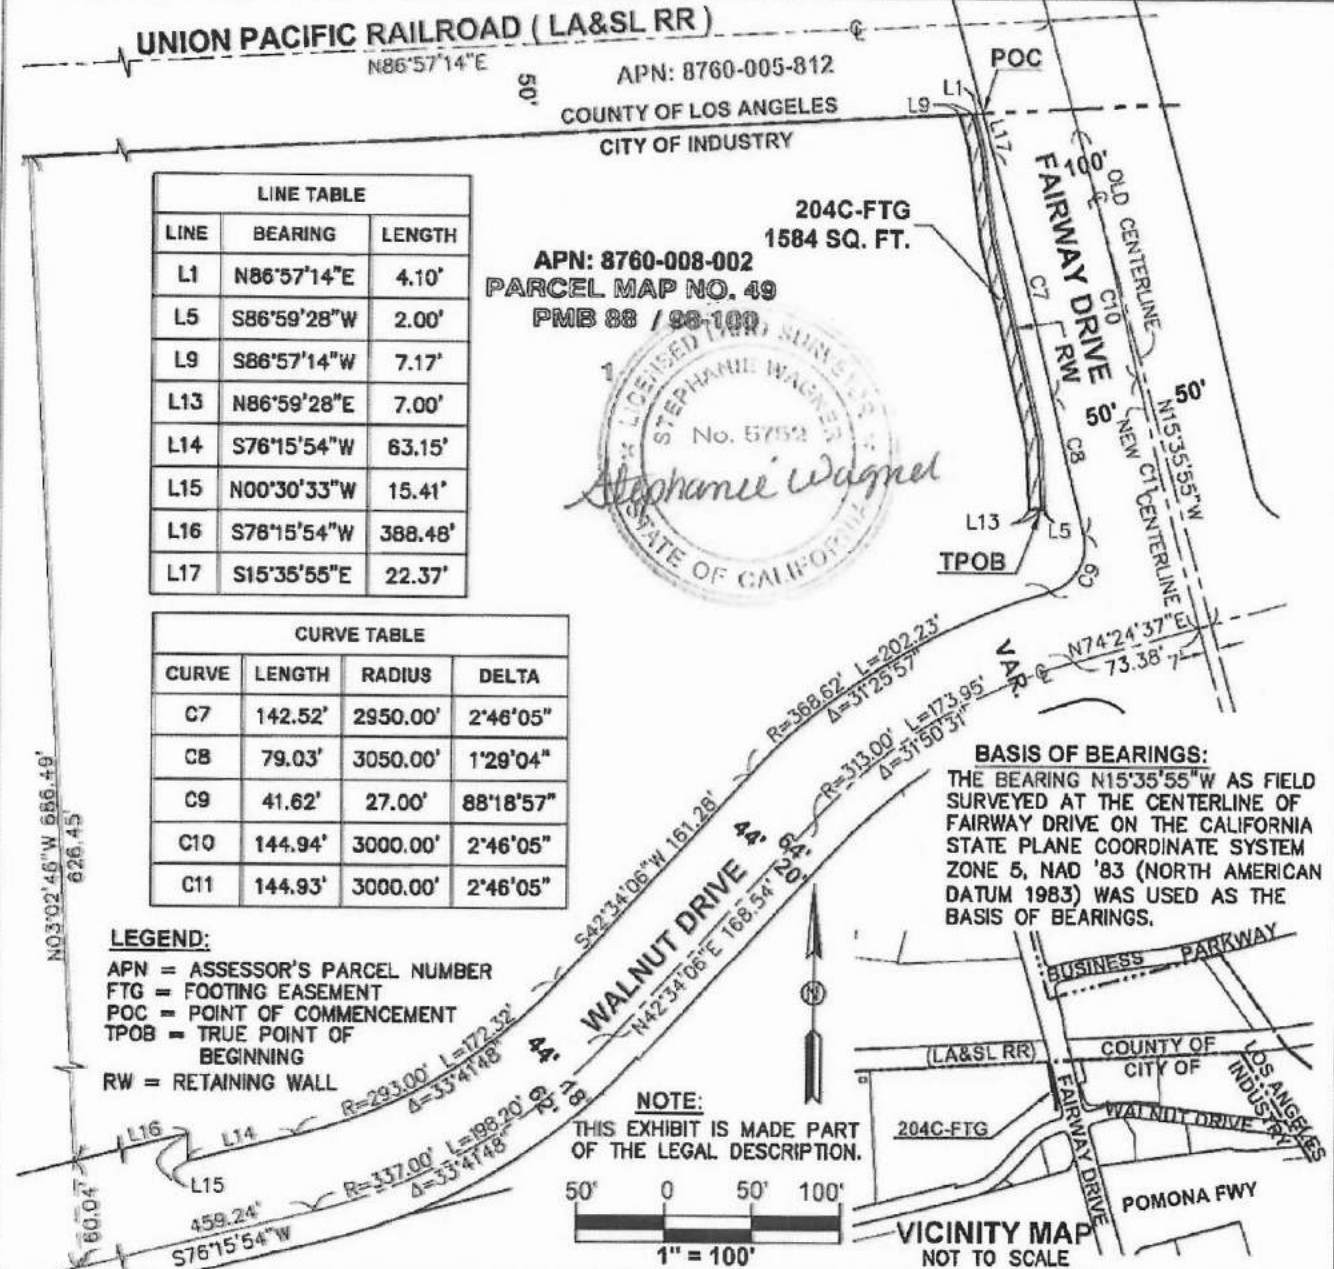 UNION PACIFIC RAILROAD ( LA&SL RR )
N86°57'14"E
50'
APN: 8760-005-812
COUNTY OF LOS ANGELES
CITY OF INDUSTRY
POC
L1
L9
L17
100'
FAIRWAY DRIVE
OLD CENTERLINE
204C-FTG
1584 SQ. FT.
APN: 8760-008-002
PARCEL MAP NO. 49
PMB 88 / 98-100
1
LICENSED LAND SURVEYOR
STEPHANIE WAGNER
No. 5752
Stephanie Wagner
STATE OF CALIFORNIA
C7
C10
RW
50'
50'
C8
NEW CENTERLINE
C11
N15°35'55"W
L13
L5
TPOB
C9
LINE TABLE
LINE BEARING LENGTH
L1 N86°57'14"E 4.10'
L5 S86°59'28"W 2.00'
L9 S86°57'14"W 7.17'
L13 N86°59'28"E 7.00'
L14 S76°15'54"W 63.15'
L15 N00°30'33"W 15.41'
L16 S76°15'54"W 388.48'
L17 S15°35'55"E 22.37'
CURVE TABLE
CURVE LENGTH RADIUS DELTA
C7 142.52' 2950.00' 2°46'05"
C8 79.03' 3050.00' 1°29'04"
C9 41.62' 27.00' 88°18'57"
C10 144.94' 3000.00' 2°46'05"
C11 144.93' 3000.00' 2°46'05"
N03°02'46"W 686.49'
626.45'
R=368.62' L=202.23'
Δ=31°25'57"
R=313.00' L=173.95'
Δ=31°50'31"
VAR.
N74°24'37"E
73.38'
7'
S42°34'06"W 161.28'
44'
64'
20'
WALNUT DRIVE
N42°34'06"E 168.54'
BASIS OF BEARINGS:
THE BEARING N15°35'55"W AS FIELD
SURVEYED AT THE CENTERLINE OF
FAIRWAY DRIVE ON THE CALIFORNIA
STATE PLANE COORDINATE SYSTEM
ZONE 5, NAD '83 (NORTH AMERICAN
DATUM 1983) WAS USED AS THE
BASIS OF BEARINGS.
LEGEND:
APN = ASSESSOR'S PARCEL NUMBER
FTG = FOOTING EASEMENT
POC = POINT OF COMMENCEMENT
TPOB = TRUE POINT OF
BEGINNING
RW = RETAINING WALL
R=293.00' L=172.32'
Δ=33°41'48"
44'
18'
62'
R=337.00' L=198.20'
Δ=33°41'48"
L16
L14
L15
60.04'
459.24'
S76°15'54"W
N
NOTE:
THIS EXHIBIT IS MADE PART
OF THE LEGAL DESCRIPTION.
50' 0 50' 100'
1" = 100'
BUSINESS PARKWAY
(LA&SL RR)
COUNTY OF
LOS ANGELES
CITY OF
INDUSTRY
204C-FTG
FAIRWAY DRIVE
WALNUT DRIVE
POMONA FWY
VICINITY MAP
NOT TO SCALE